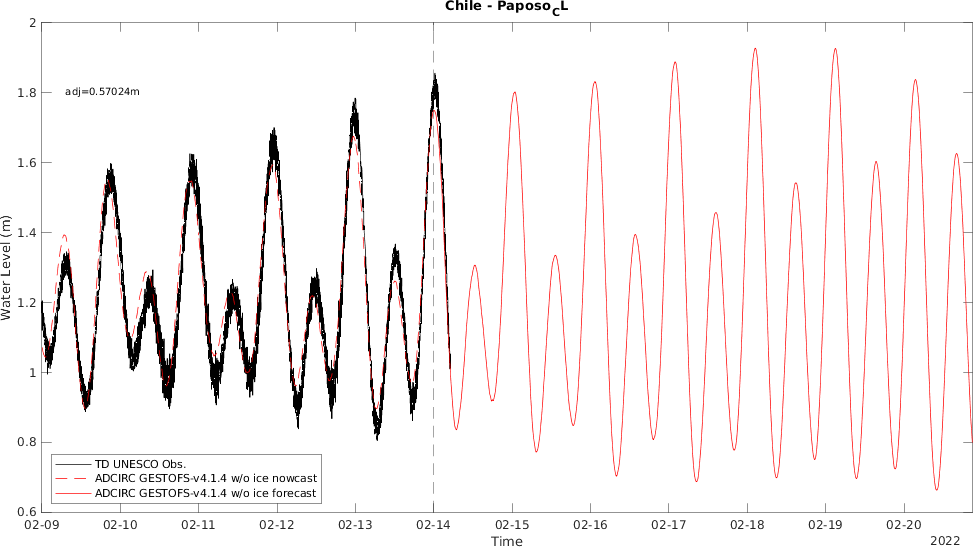 Chile - Paposo_CL
2
1.8
1.6
1.4
1.2
1
0.8
0.6
Water Level (m)
adj=0.57024m
TD UNESCO Obs.
ADCIRC GESTOFS-v4.1.4 w/o ice nowcast
ADCIRC GESTOFS-v4.1.4 w/o ice forecast
02-09 02-10 02-11 02-12 02-13 02-14 02-15 02-16 02-17 02-18 02-19 02-20
Time
2022